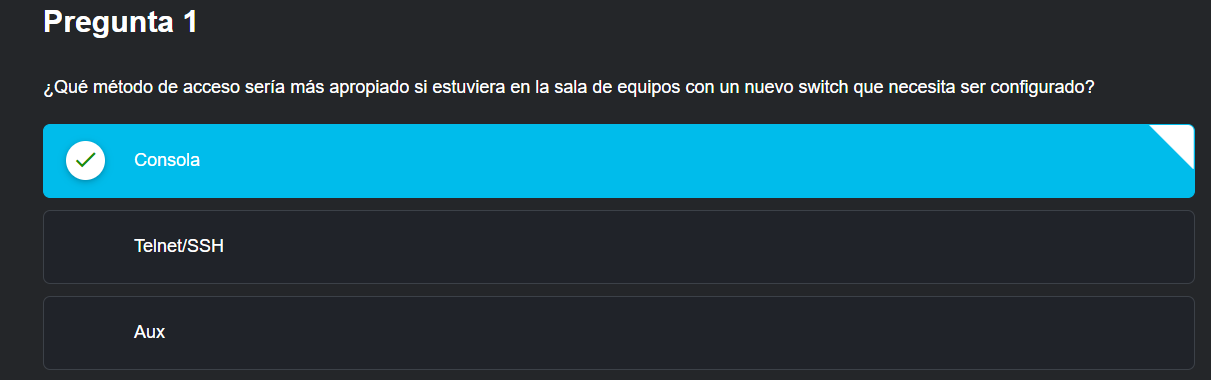 Pregunta 1
¿Qué método de acceso sería más apropiado si estuviera en la sala de equipos con un nuevo switch que necesita ser configurado?
Consola
Telnet/SSH
Aux